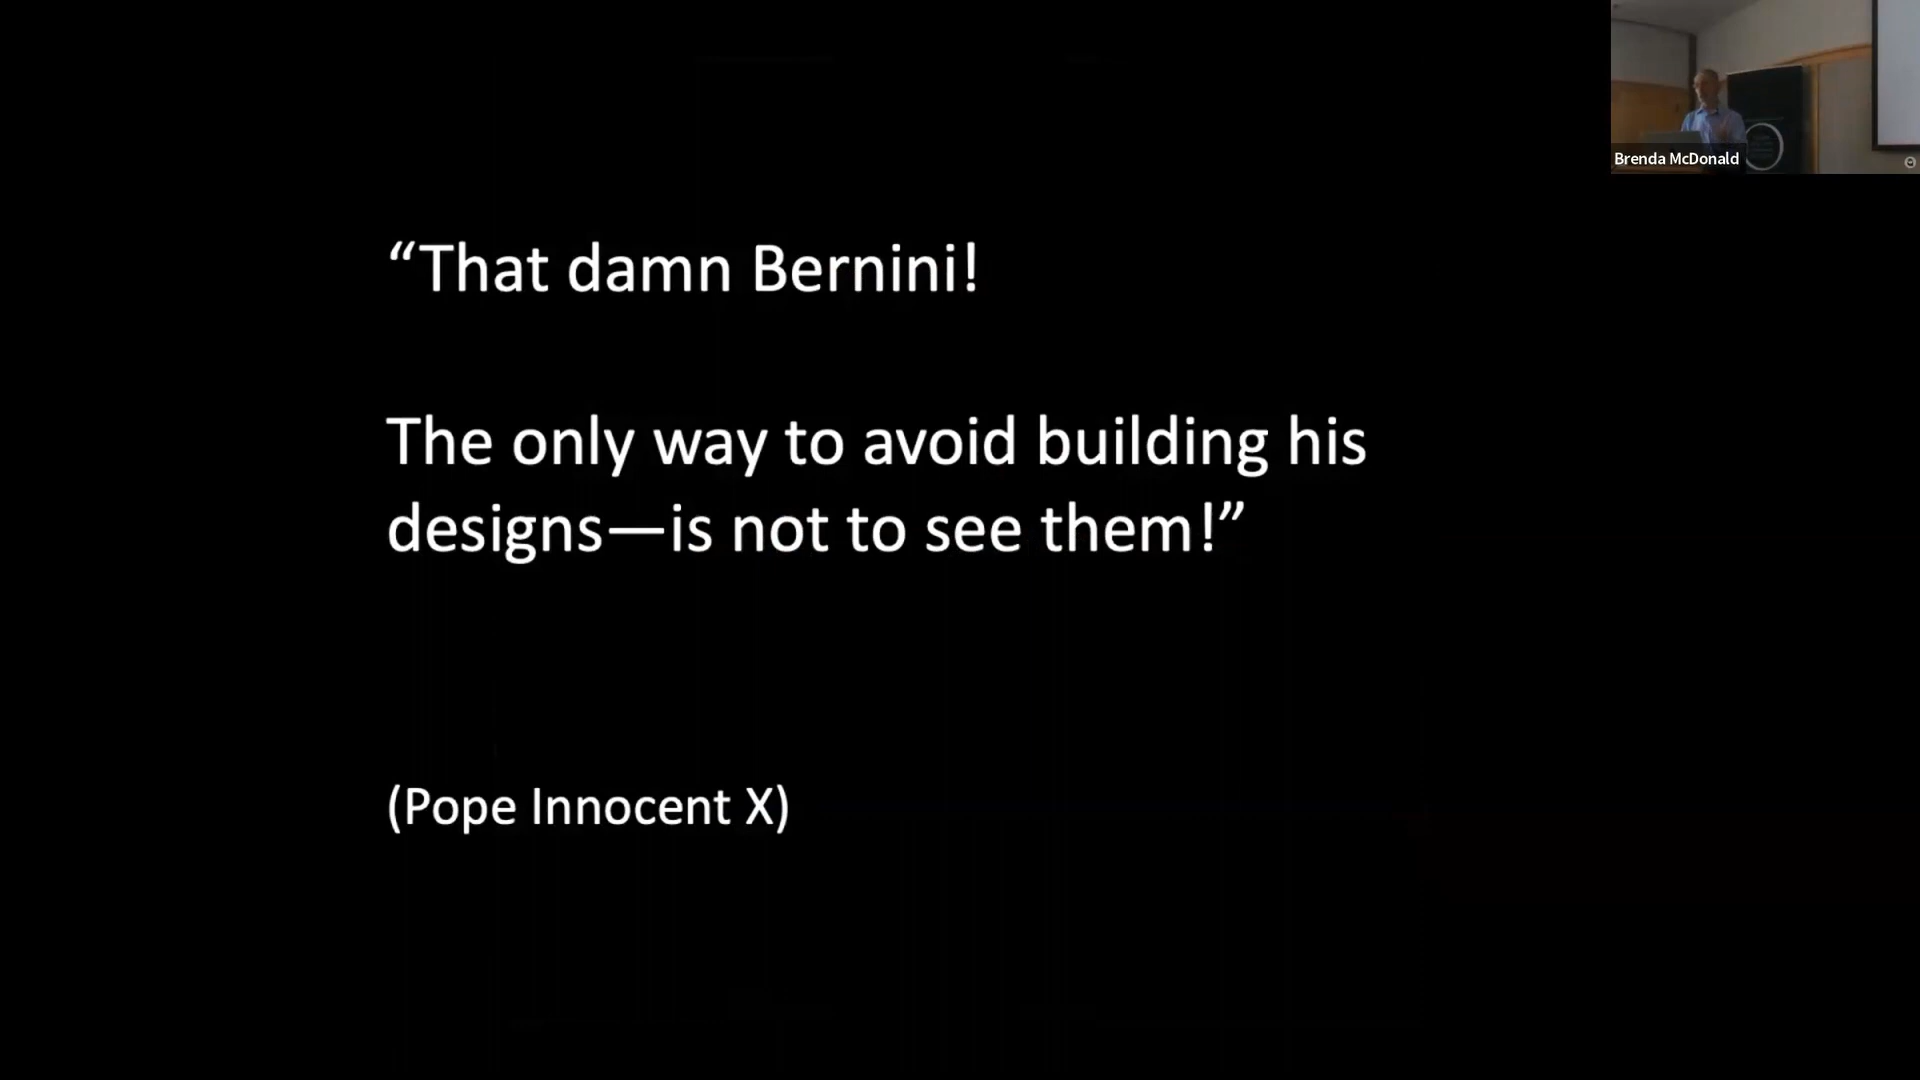 Brenda McDonald
“That damn Bernini!
The only way to avoid building his
designs—is not to see them!”
(Pope Innocent X)